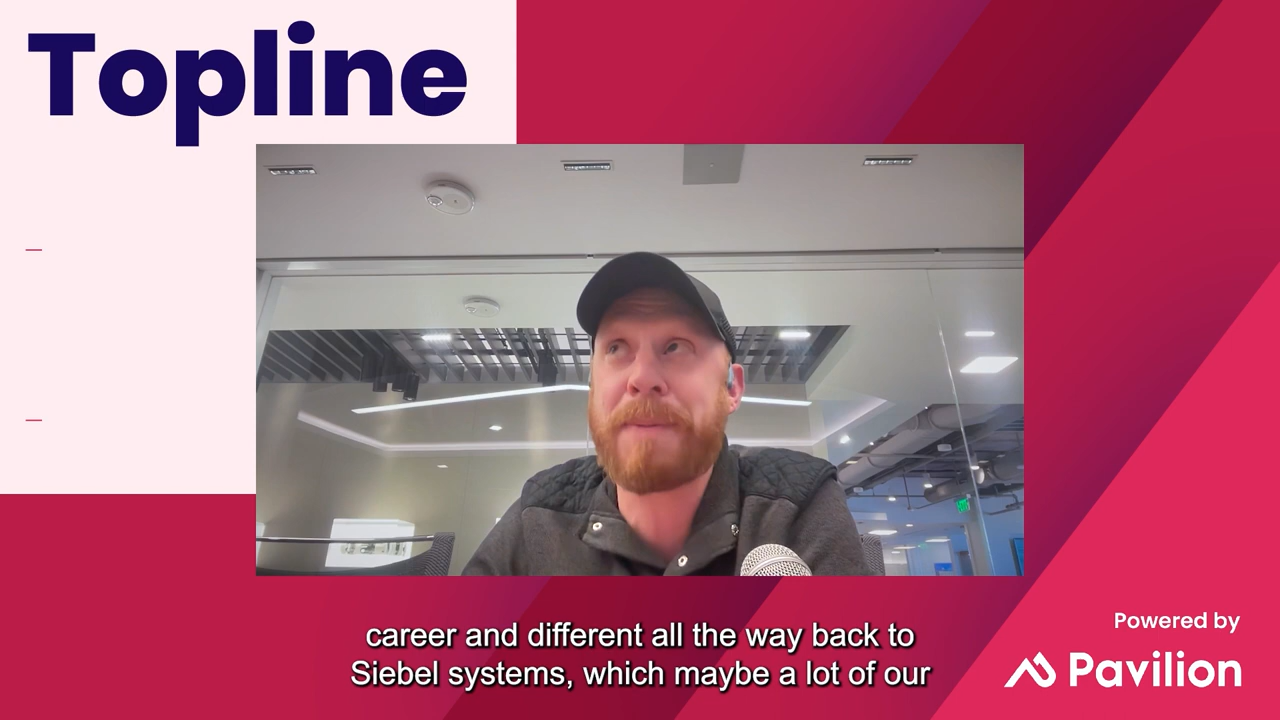 Topline
career and different all the way back to
Siebel systems, which maybe a lot of our
Powered by
Pavilion